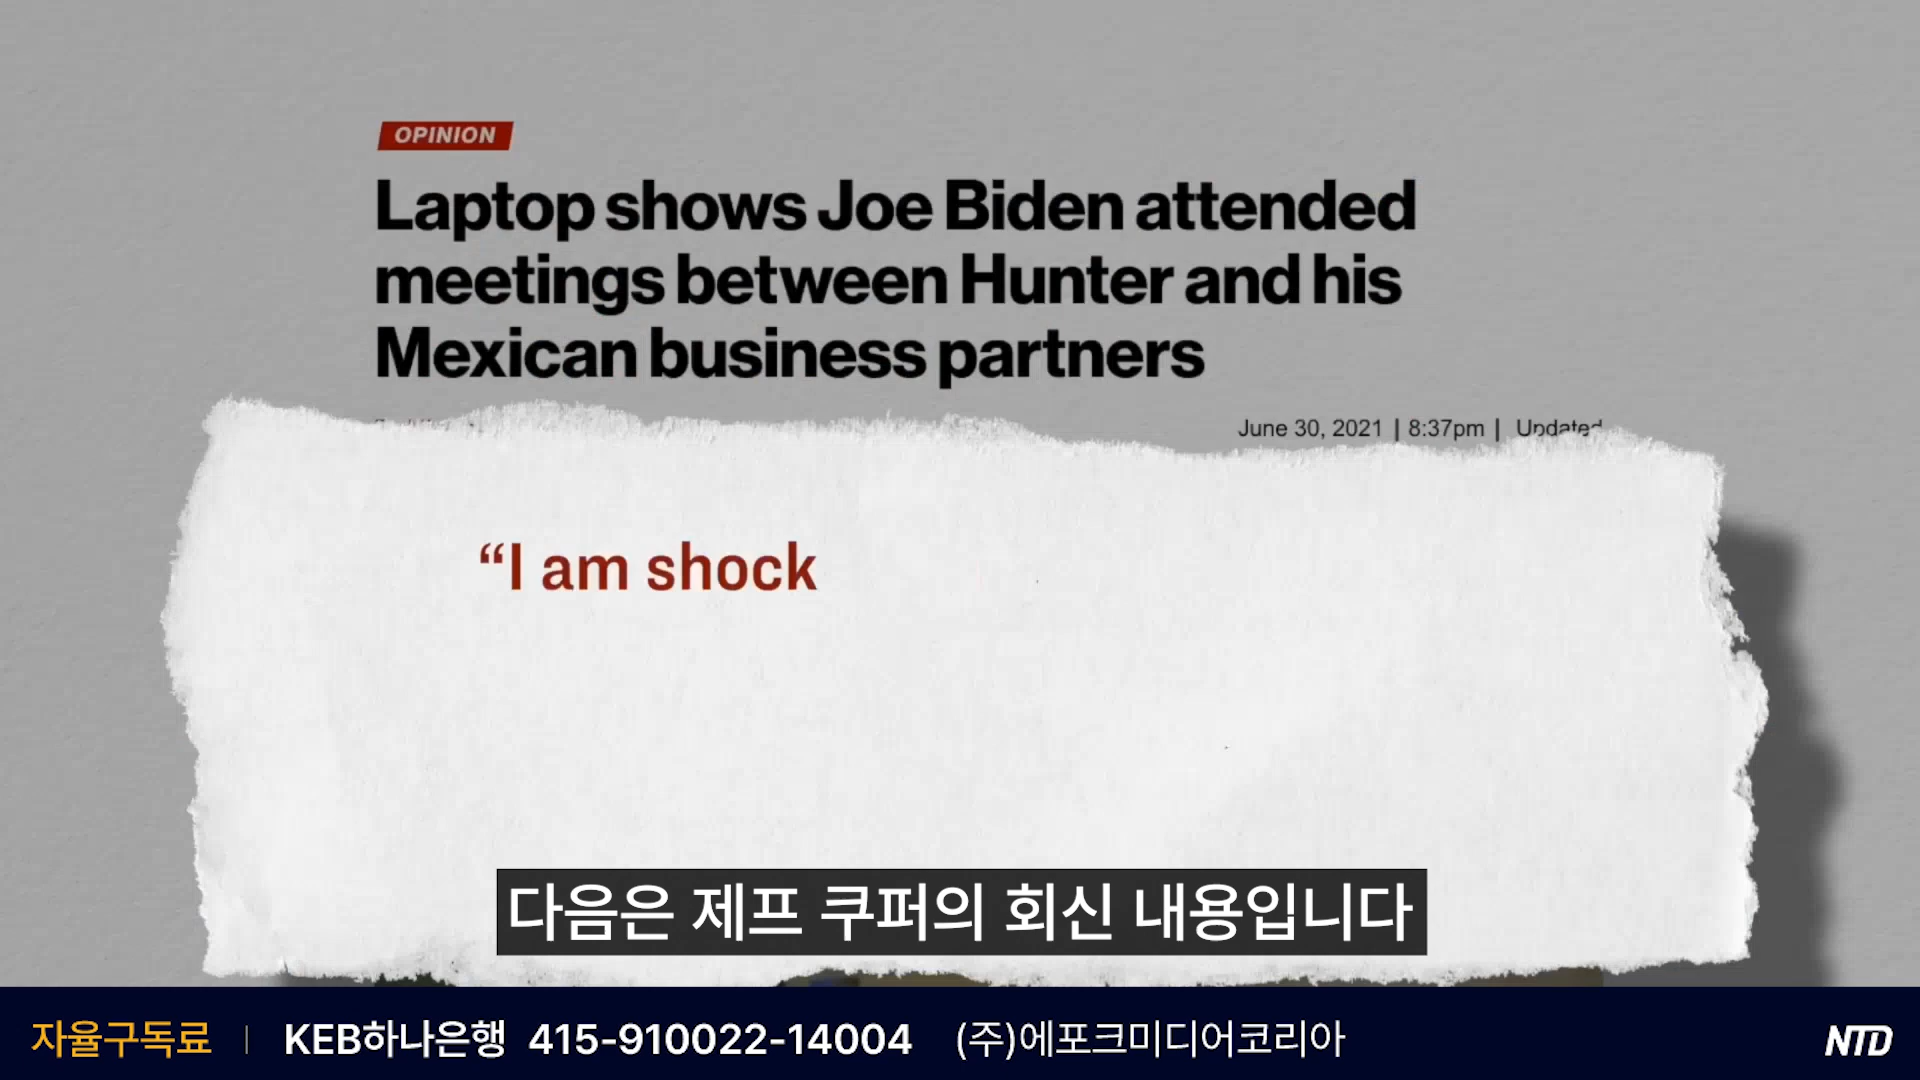 OPINION
Laptop shows Joe Biden attended
meetings between Hunter and his
Mexican business partners
June 30, 2021 | 8:37pm | Updated
“I am shock
다음은 제프 쿠퍼의 회신 내용입니다
자율구독료 | KEB하나은행 415-910022-14004 (주)에포크미디어코리아
NTD